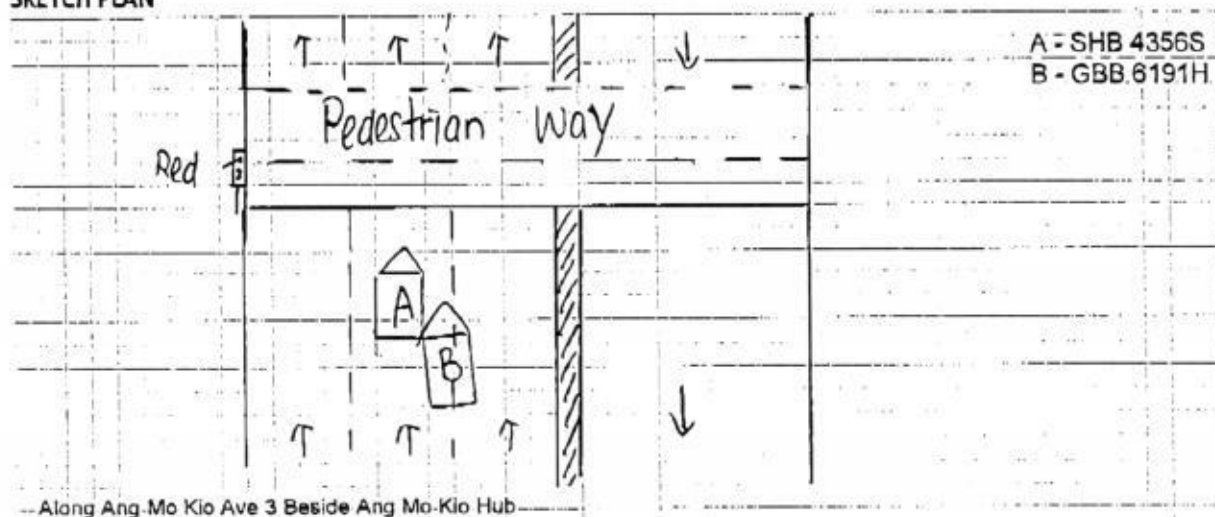 SKETCH PLAN
A - SHB 4356S
B - GBB 6191H
Pedestrian Way
Red
A
B
Along Ang Mo Kio Ave 3 Beside Ang Mo Kio Hub